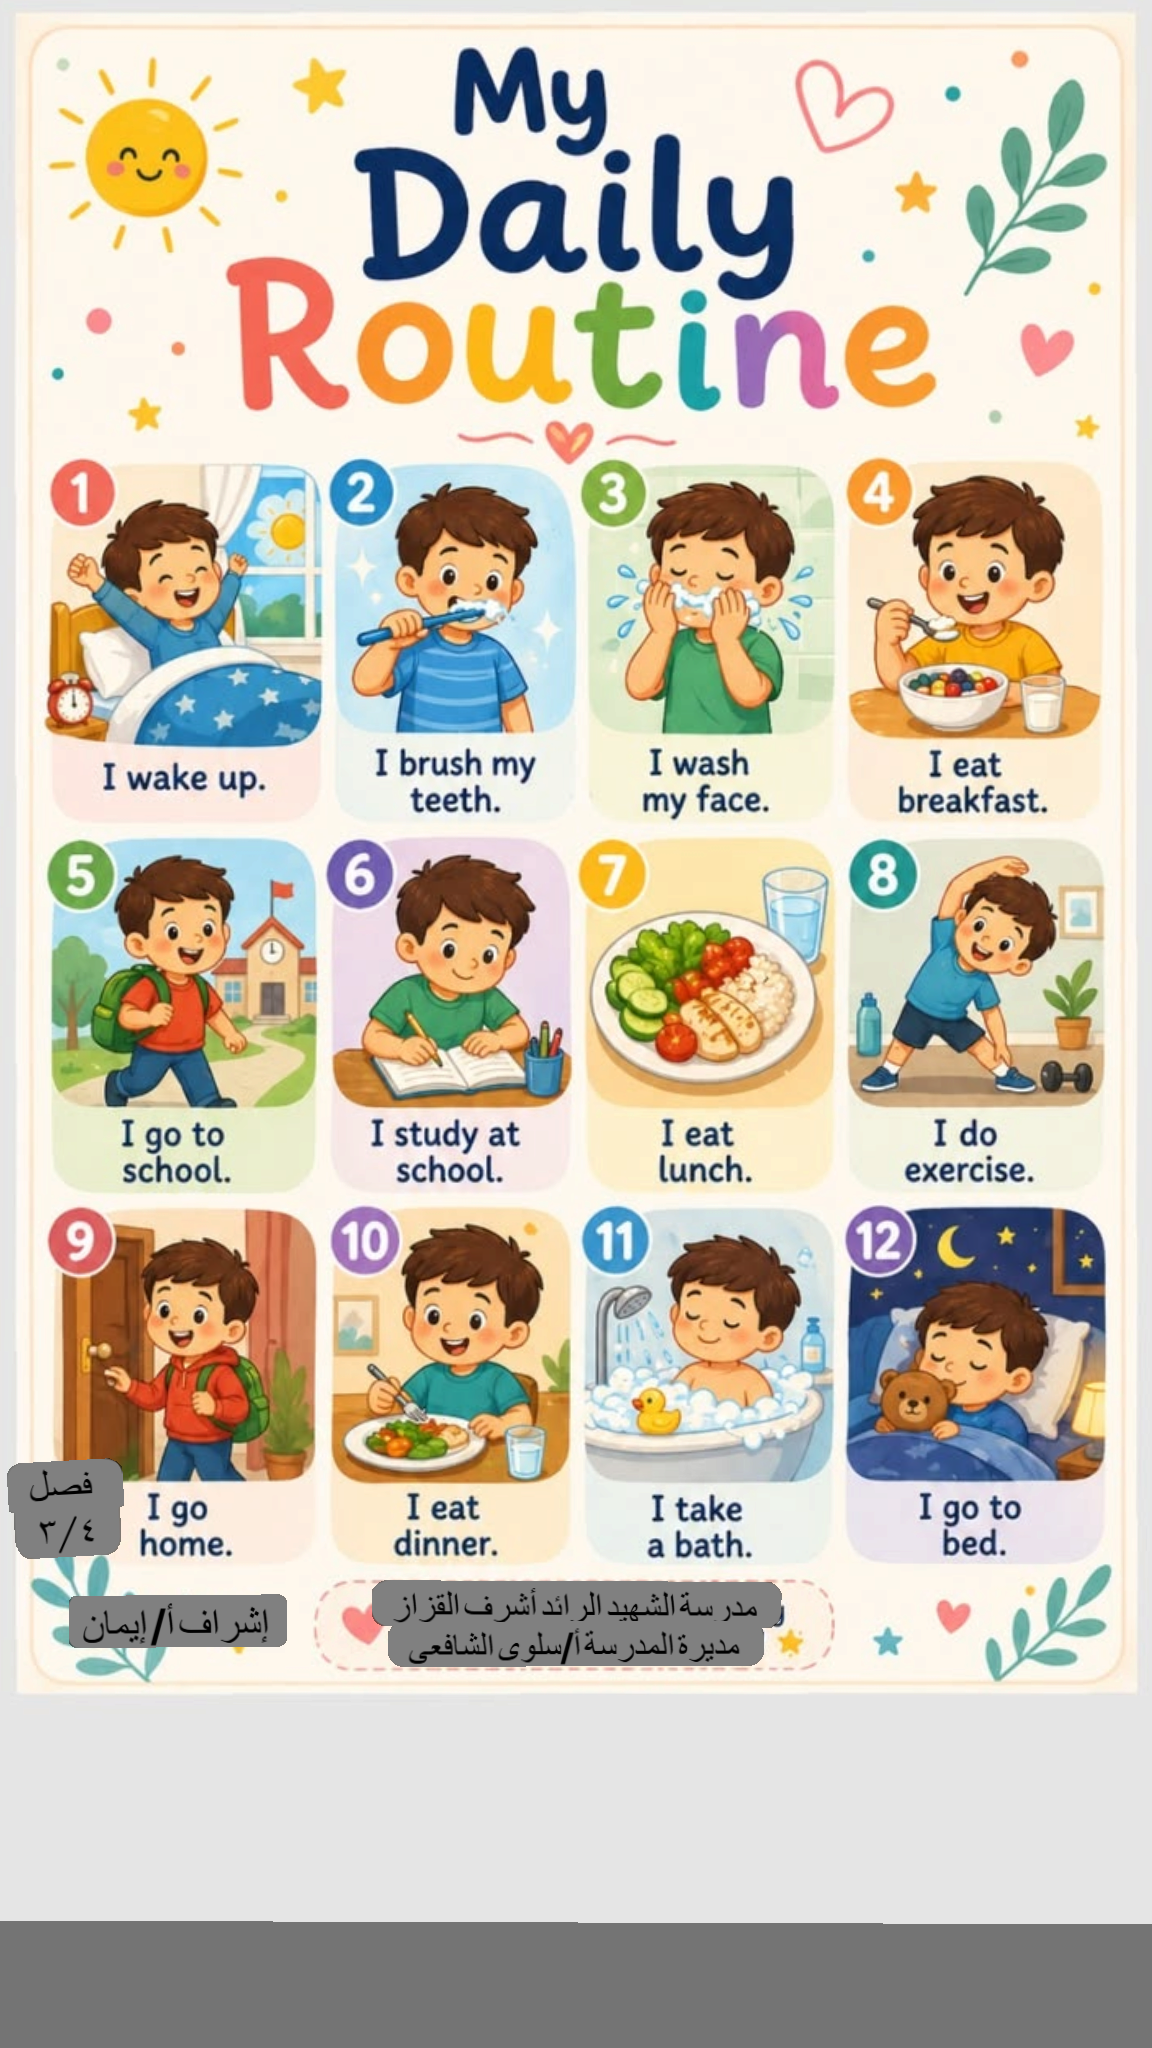 My
Daily
Routine
1
I wake up.
2
I brush my
teeth.
3
I wash
my face.
4
I eat
breakfast.
5
I go to
school.
6
I study at
school.
7
I eat
lunch.
8
I do
exercise.
9
I go
home.
10
I eat
dinner.
11
I take
a bath.
12
I go to
bed.
فصل
٣/٤
إشراف أ/إيمان
مدرسة الشهيد الرائد أشرف القزاز
مديرة المدرسة أ/سلوى الشافعى